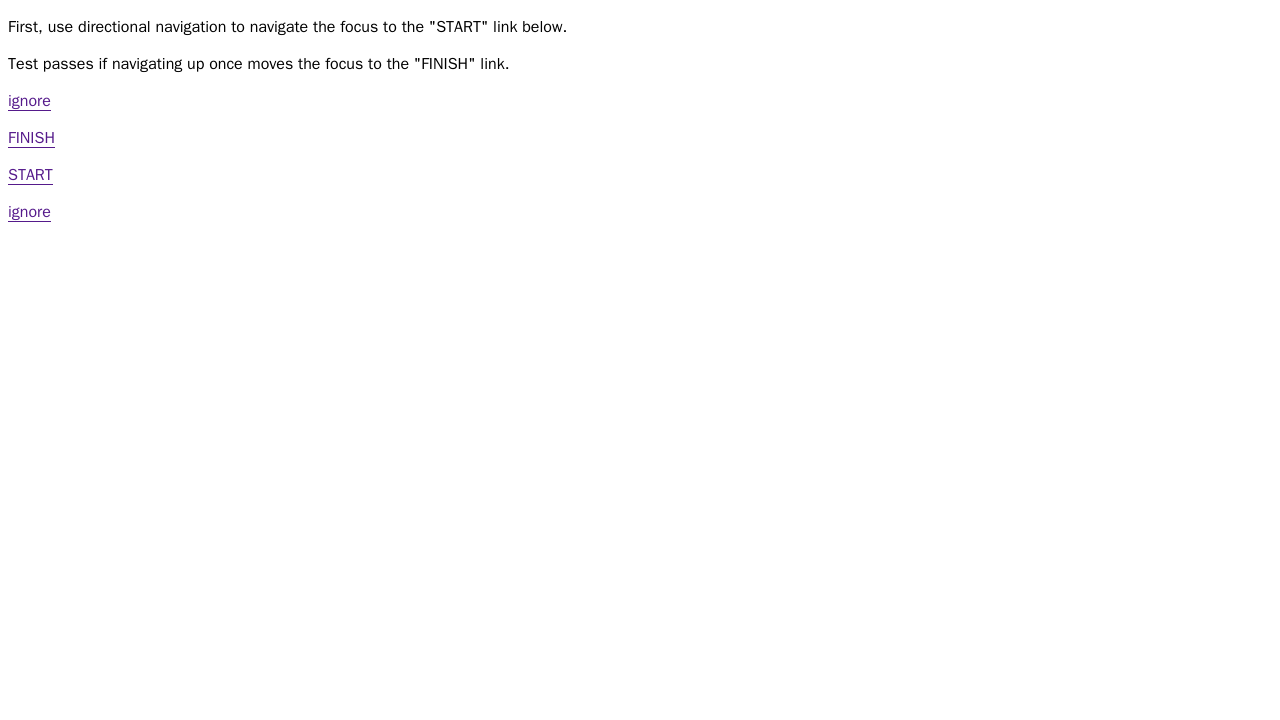 First, use directional navigation to navigate the focus to the "START" link below.
Test passes if navigating up once moves the focus to the "FINISH" link.
ignore
FINISH
START
ignore